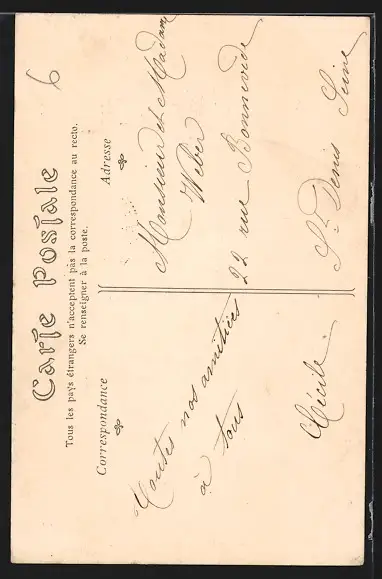 6
Carte Postale
Tous les pays étrangers n'acceptent pas la correspondance au recto.
Se renseigner à la poste.
Correspondance
Adresse
Toutes nos amitiées
à tous
Cécile.
Monsieur et Madame
Weber
22 rue Bonnevide
St Denis Seine